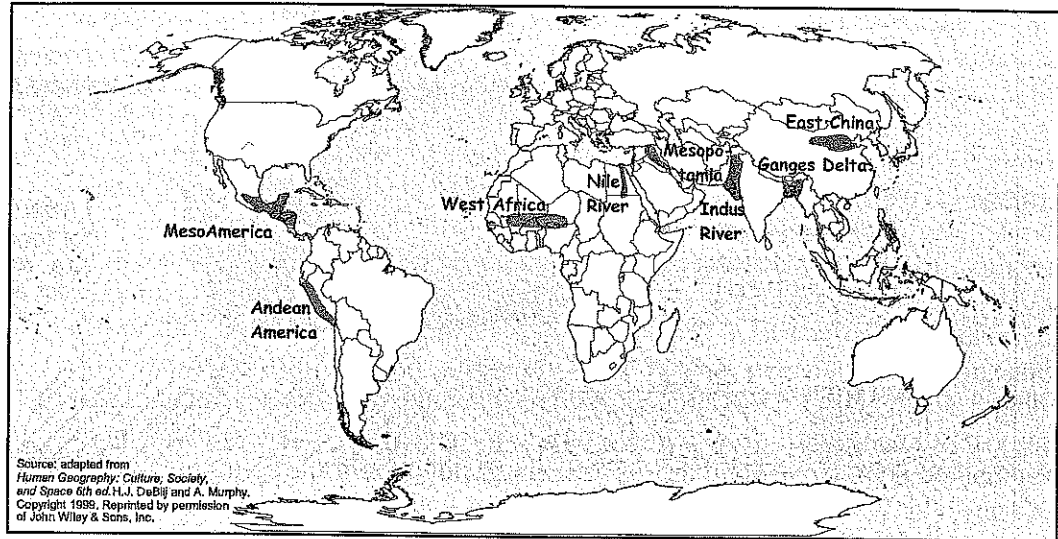 East China
Mesopo
tamia
Ganges Delta
Nile
River
West Africa
Indus
River
MesoAmerica
Andean
America
Source: adapted from
Human Geography: Culture, Society,
and Space 6th ed. H.J. DeBlij and A. Murphy.
Copyright 1999. Reprinted by permission
of John Wiley & Sons, Inc.